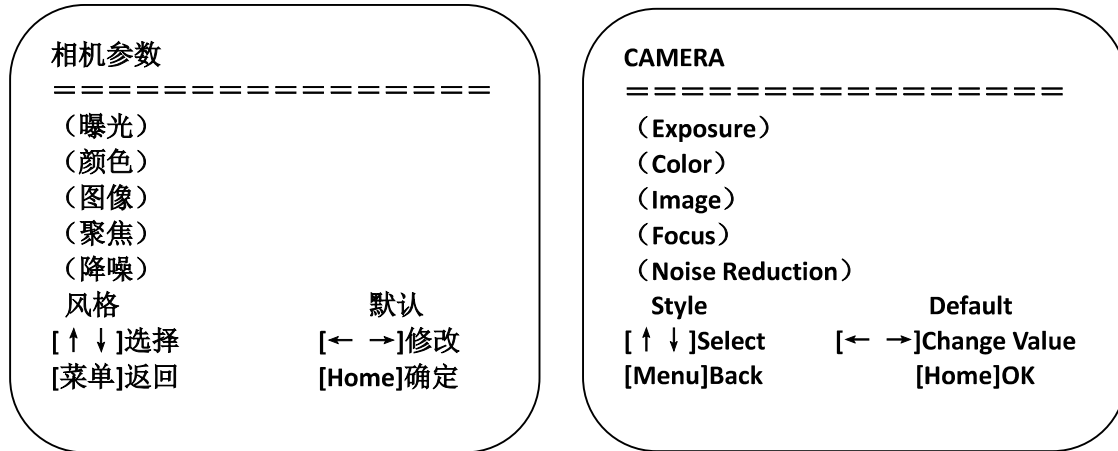 相机参数
================
（曝光）
（颜色）
（图像）
（聚焦）
（降噪）
风格 默认
[↑ ↓]选择 [← →]修改
[菜单]返回 [Home]确定
CAMERA
================
（Exposure）
（Color）
（Image）
（Focus）
（Noise Reduction）
Style Default
[↑ ↓]Select [← →]Change Value
[Menu]Back [Home]OK